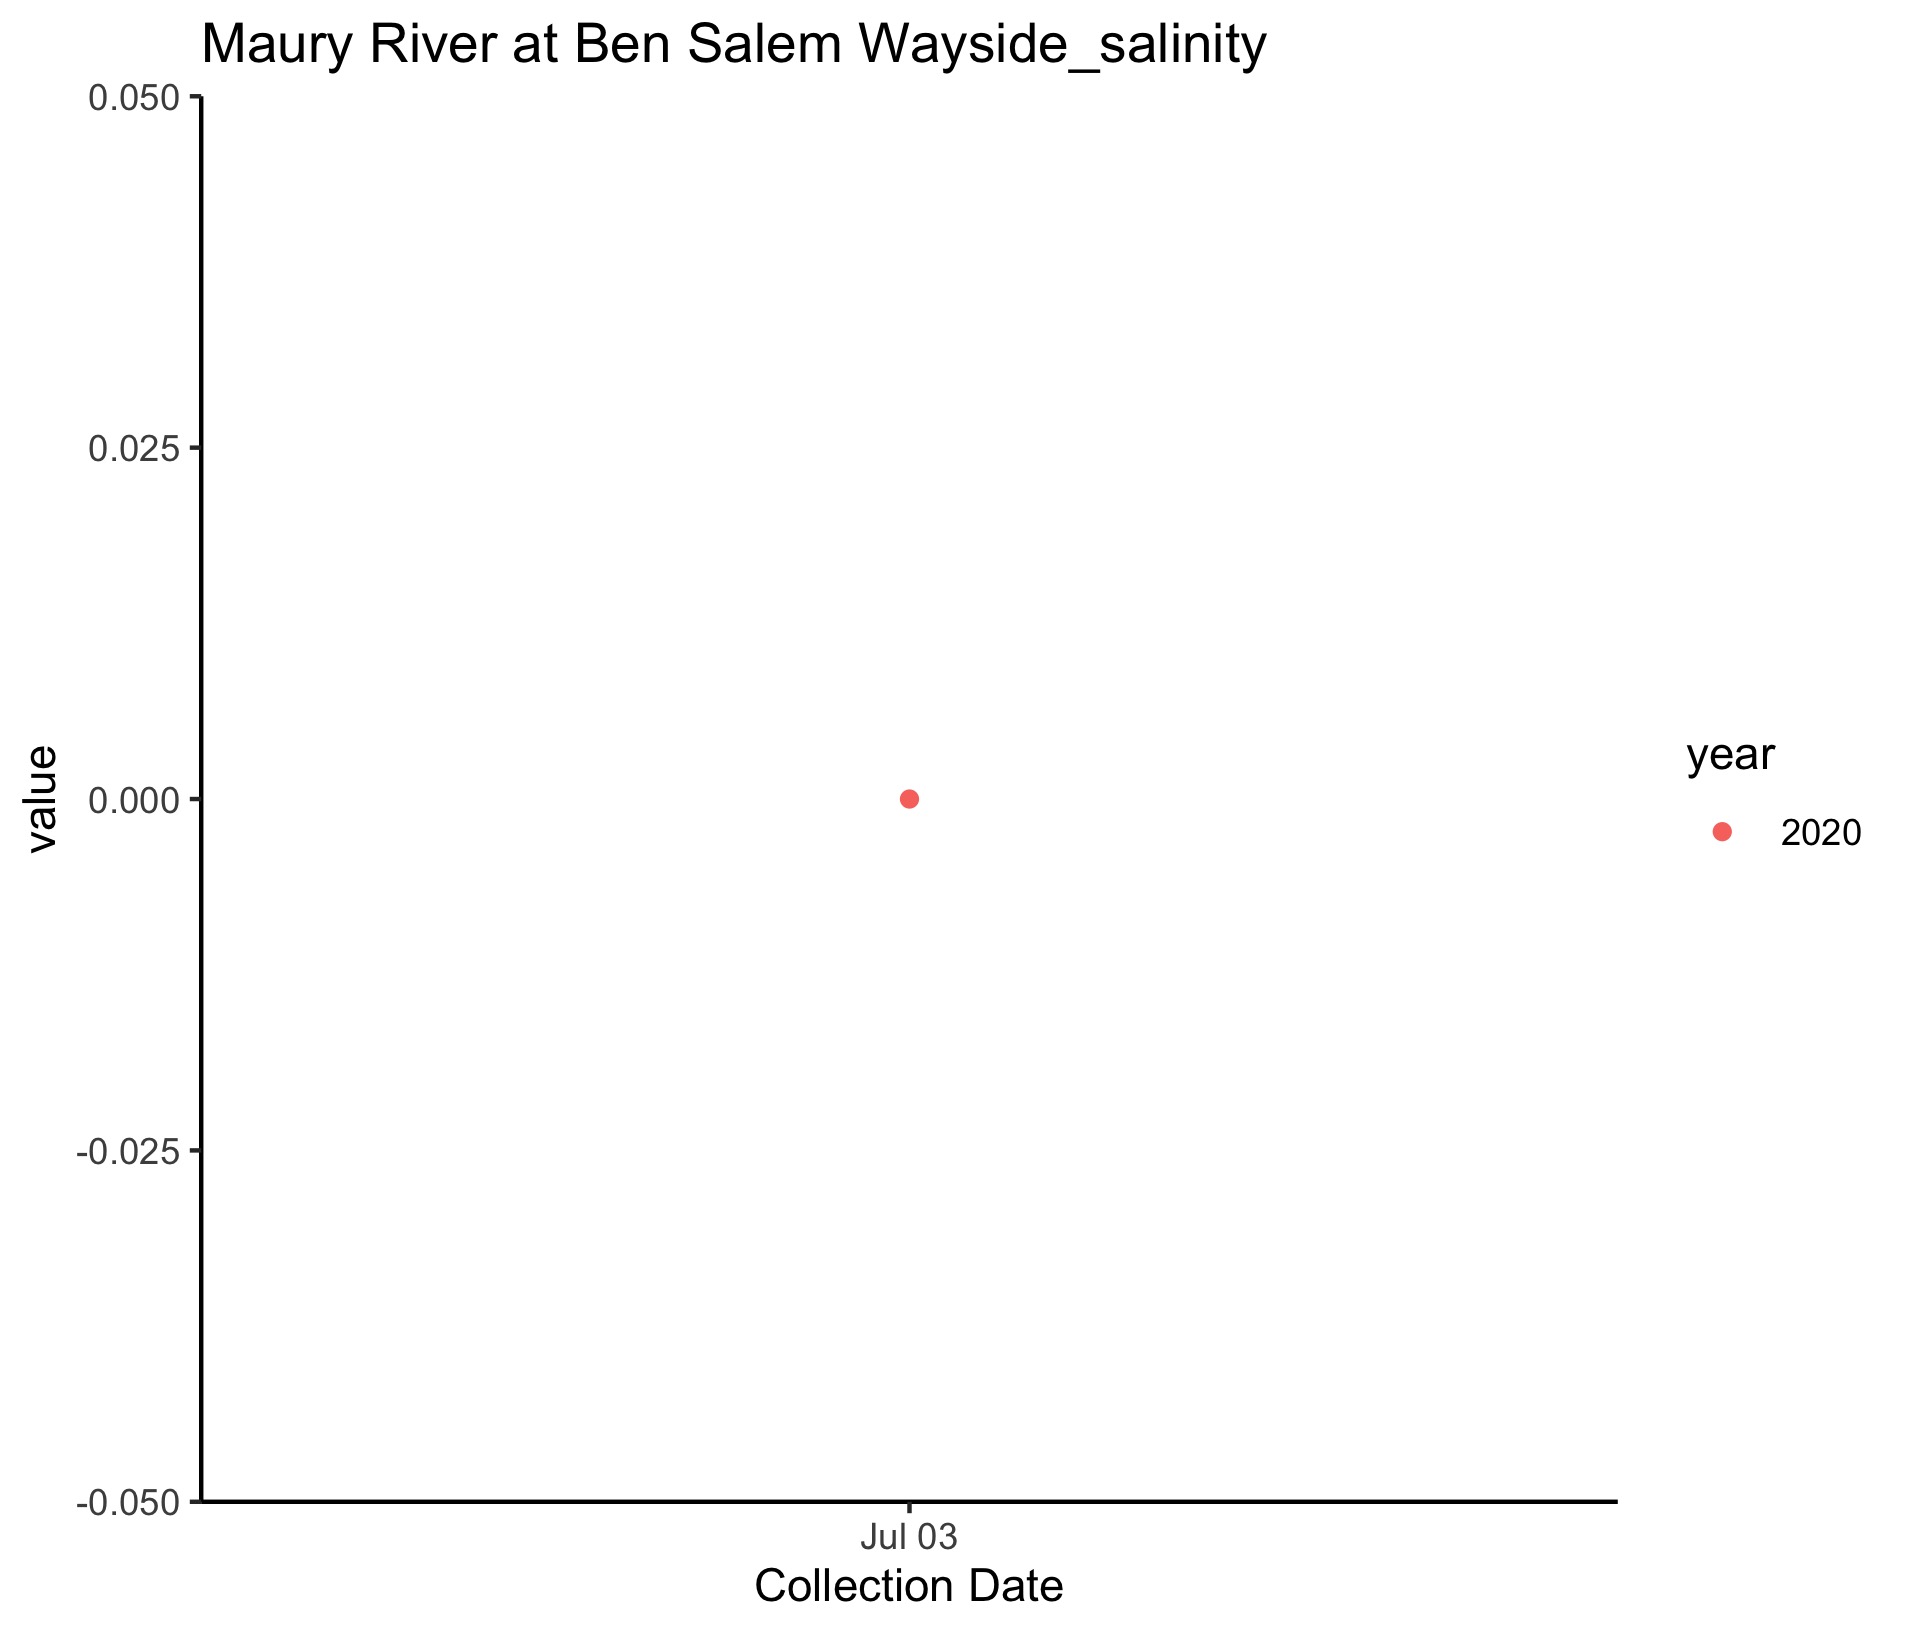 Maury River at Ben Salem Wayside_salinity
0.050
0.025
0.000
-0.025
-0.050
value
Jul 03
Collection Date
year
2020